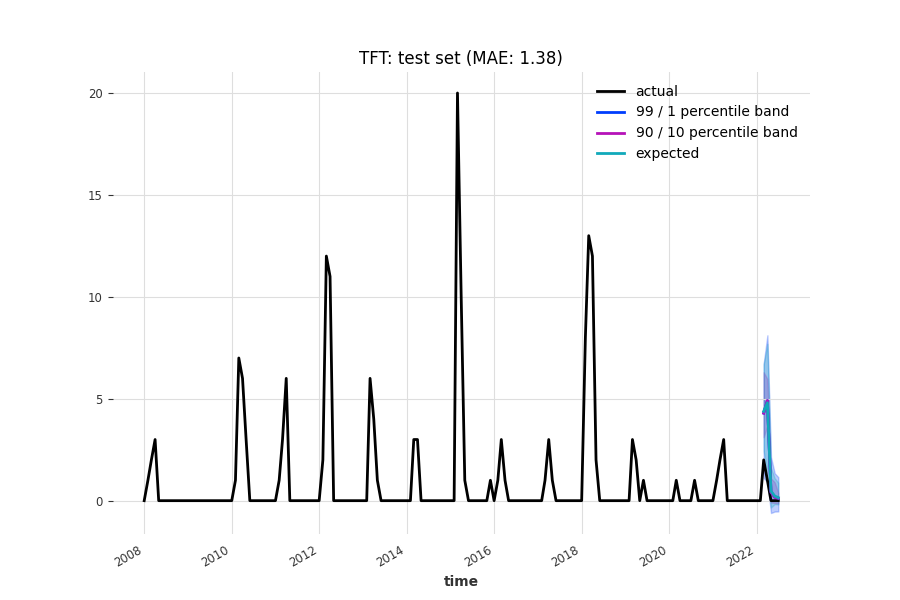 TFT: test set (MAE: 1.38)
actual
99 / 1 percentile band
90 / 10 percentile band
expected
20
15
10
5
0
2008
2010
2012
2014
2016
2018
2020
2022
time